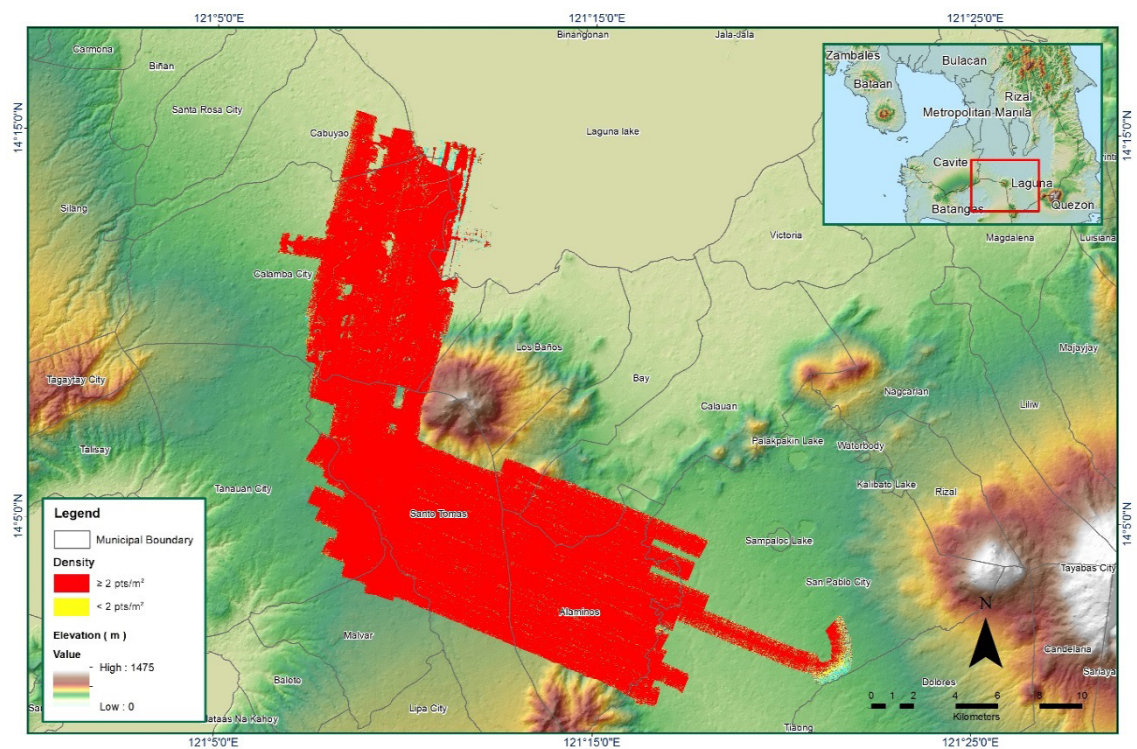 121°5'0"E
121°15'0"E
121°25'0"E
Carmona
Binangonan
Jala-jala
Biñan
Santa Rosa City
Cabuyao
Laguna lake
14°15'0"N
14°15'0"N
Zambales
Bulacan
Bataan
Rizal
Metropolitan Manila
Cavite
Laguna
Batangas
Quezon
Silang
Victoria
Magdalena
Luisiana
Calamba City
Los Baños
Majayjay
Tagaytay City
Bay
Nagcarlan
Calauan
Liliw
Talisay
Palakpakin Lake
Waterbody
Kalibato Lake
Tanauan City
Rizal
14°5'0"N
14°5'0"N
Santo Tomas
Sampaloc Lake
Tayabas City
San Pablo City
Alaminos
Malvar
Candelaria
Sariaya
Dolores
Balete
Lipa City
Mataas Na Kahoy
Tiaong
Legend
Municipal Boundary
Density
≥ 2 pts/m²
< 2 pts/m²
Elevation ( m )
Value
High : 1475
Low : 0
N
0 1 2 4 6 8 10
Kilometers
121°5'0"E
121°15'0"E
121°25'0"E